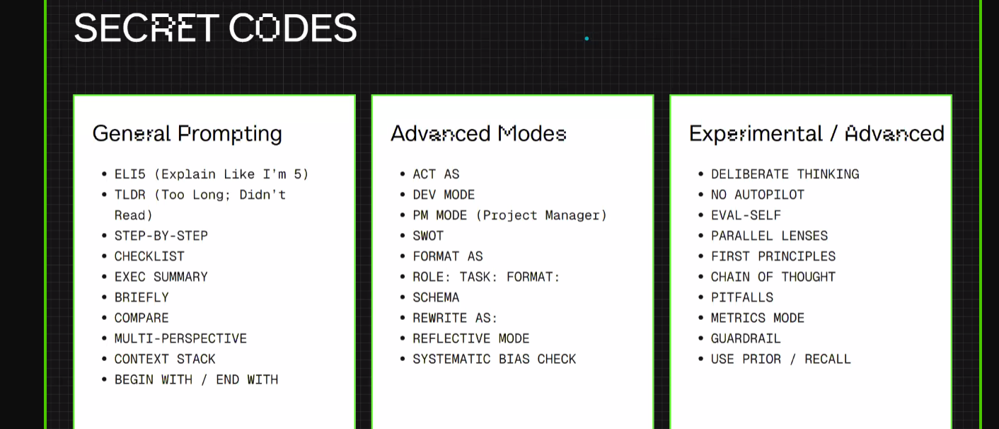 SECRET CODES
General Prompting
• ELI5 (Explain Like I'm 5)
• TLDR (Too Long; Didn't
Read)
• STEP-BY-STEP
• CHECKLIST
• EXEC SUMMARY
• BRIEFLY
• COMPARE
• MULTI-PERSPECTIVE
• CONTEXT STACK
• BEGIN WITH / END WITH
Advanced Modes
• ACT AS
• DEV MODE
• PM MODE (Project Manager)
• SWOT
• FORMAT AS
• ROLE: TASK: FORMAT:
• SCHEMA
• REWRITE AS:
• REFLECTIVE MODE
• SYSTEMATIC BIAS CHECK
Experimental / Advanced
• DELIBERATE THINKING
• NO AUTOPILOT
• EVAL-SELF
• PARALLEL LENSES
• FIRST PRINCIPLES
• CHAIN OF THOUGHT
• PITFALLS
• METRICS MODE
• GUARDRAIL
• USE PRIOR / RECALL